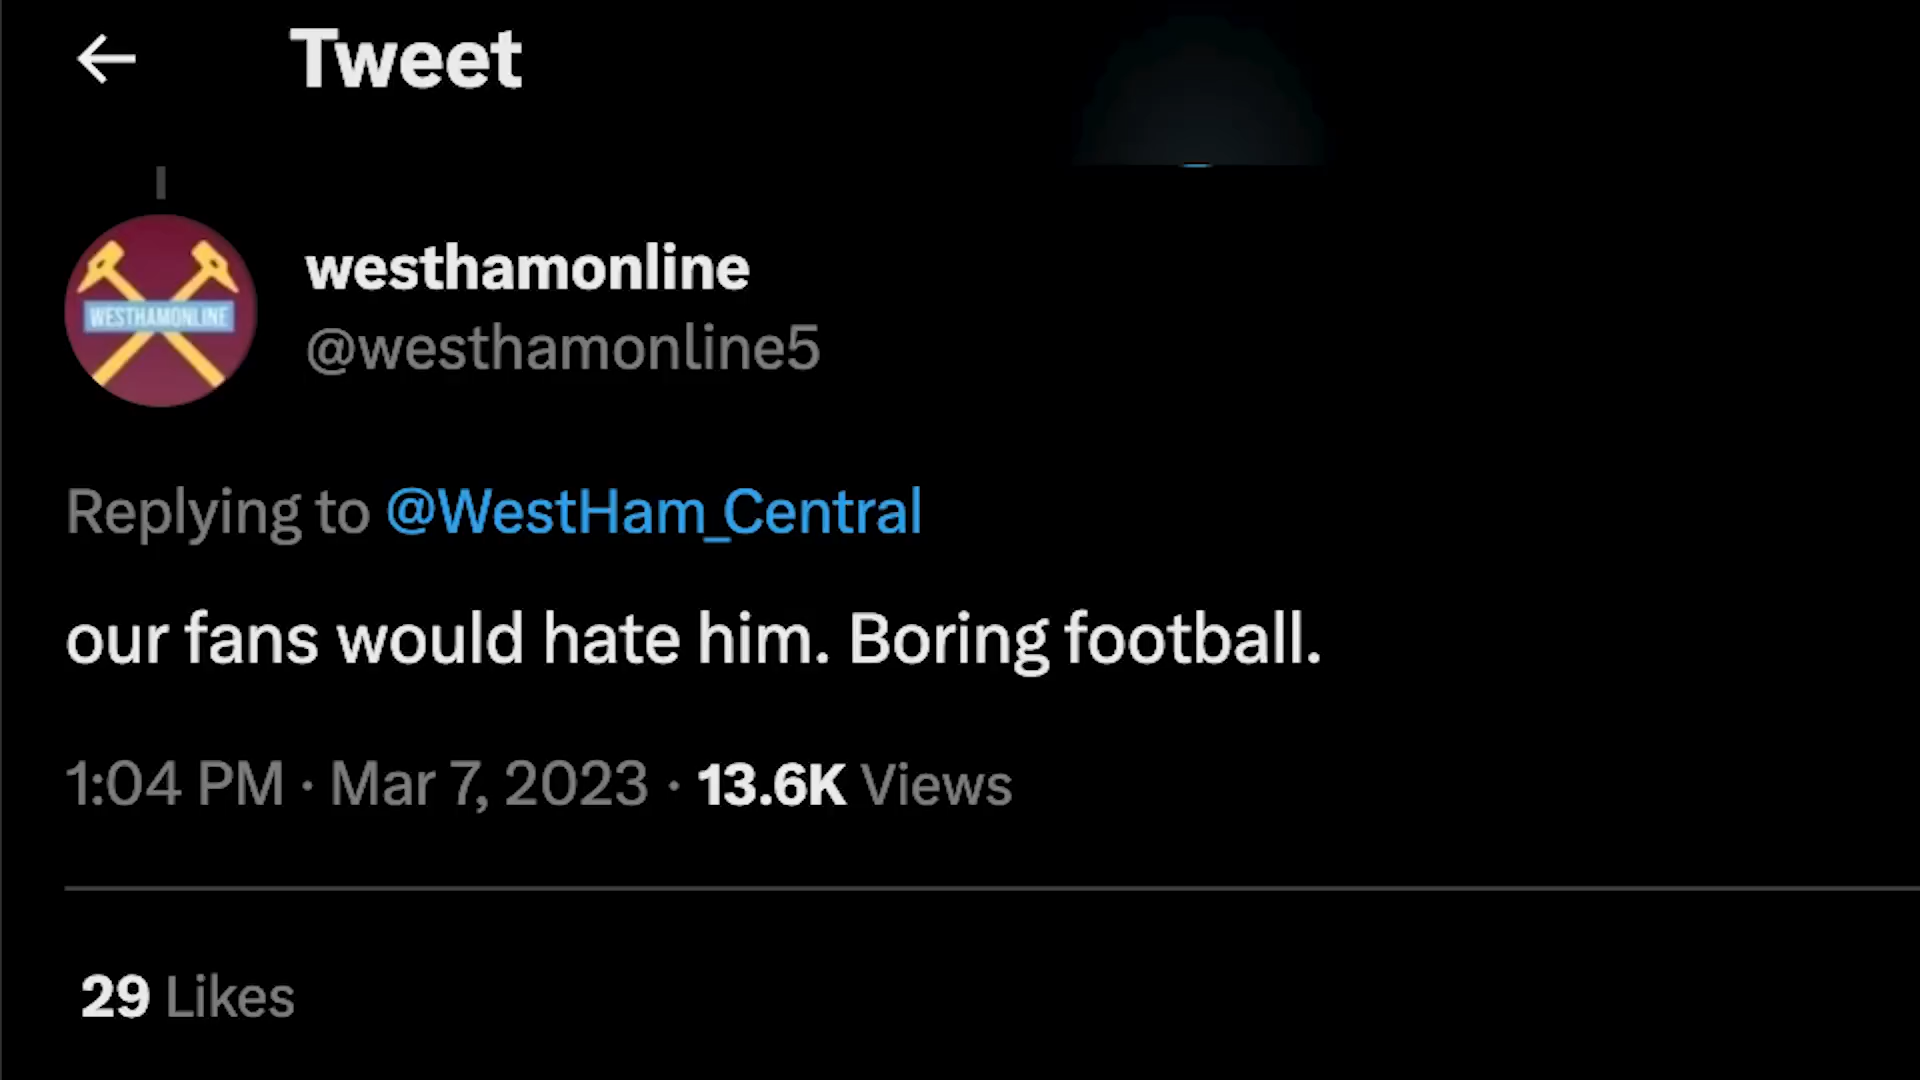 Tweet
westhamonline
WESTHAMONLINE
@westhamonline5
Replying to @WestHam_Central
our fans would hate him. Boring football.
1:04 PM · Mar 7, 2023 · 13.6K Views
29 Likes